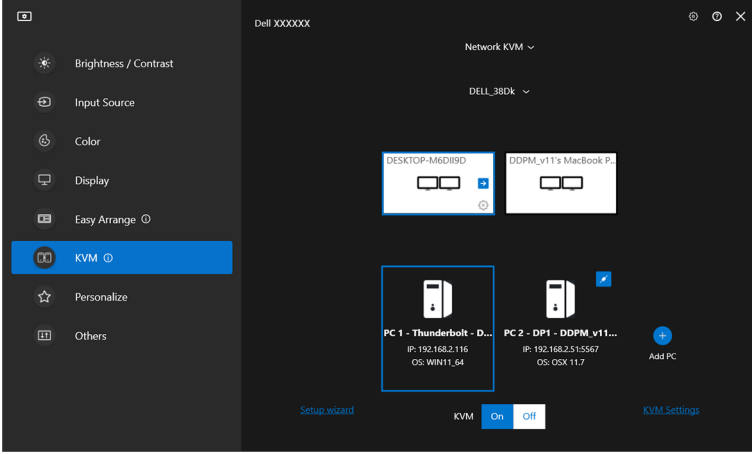 Dell XXXXXX
Brightness / Contrast
Input Source
Color
Display
Easy Arrange
KVM
Personalize
Others
Network KVM
DELL_38Dk
DESKTOP-M6DII9D
DDPM_v11's MacBook P...
PC 1 - Thunderbolt - D...
IP: 192.168.2.116
OS: WIN11_64
PC 2 - DP1 - DDPM_v11...
IP: 192.168.2.51:5567
OS: OSX 11.7
Add PC
Setup wizard
KVM On Off
KVM Settings